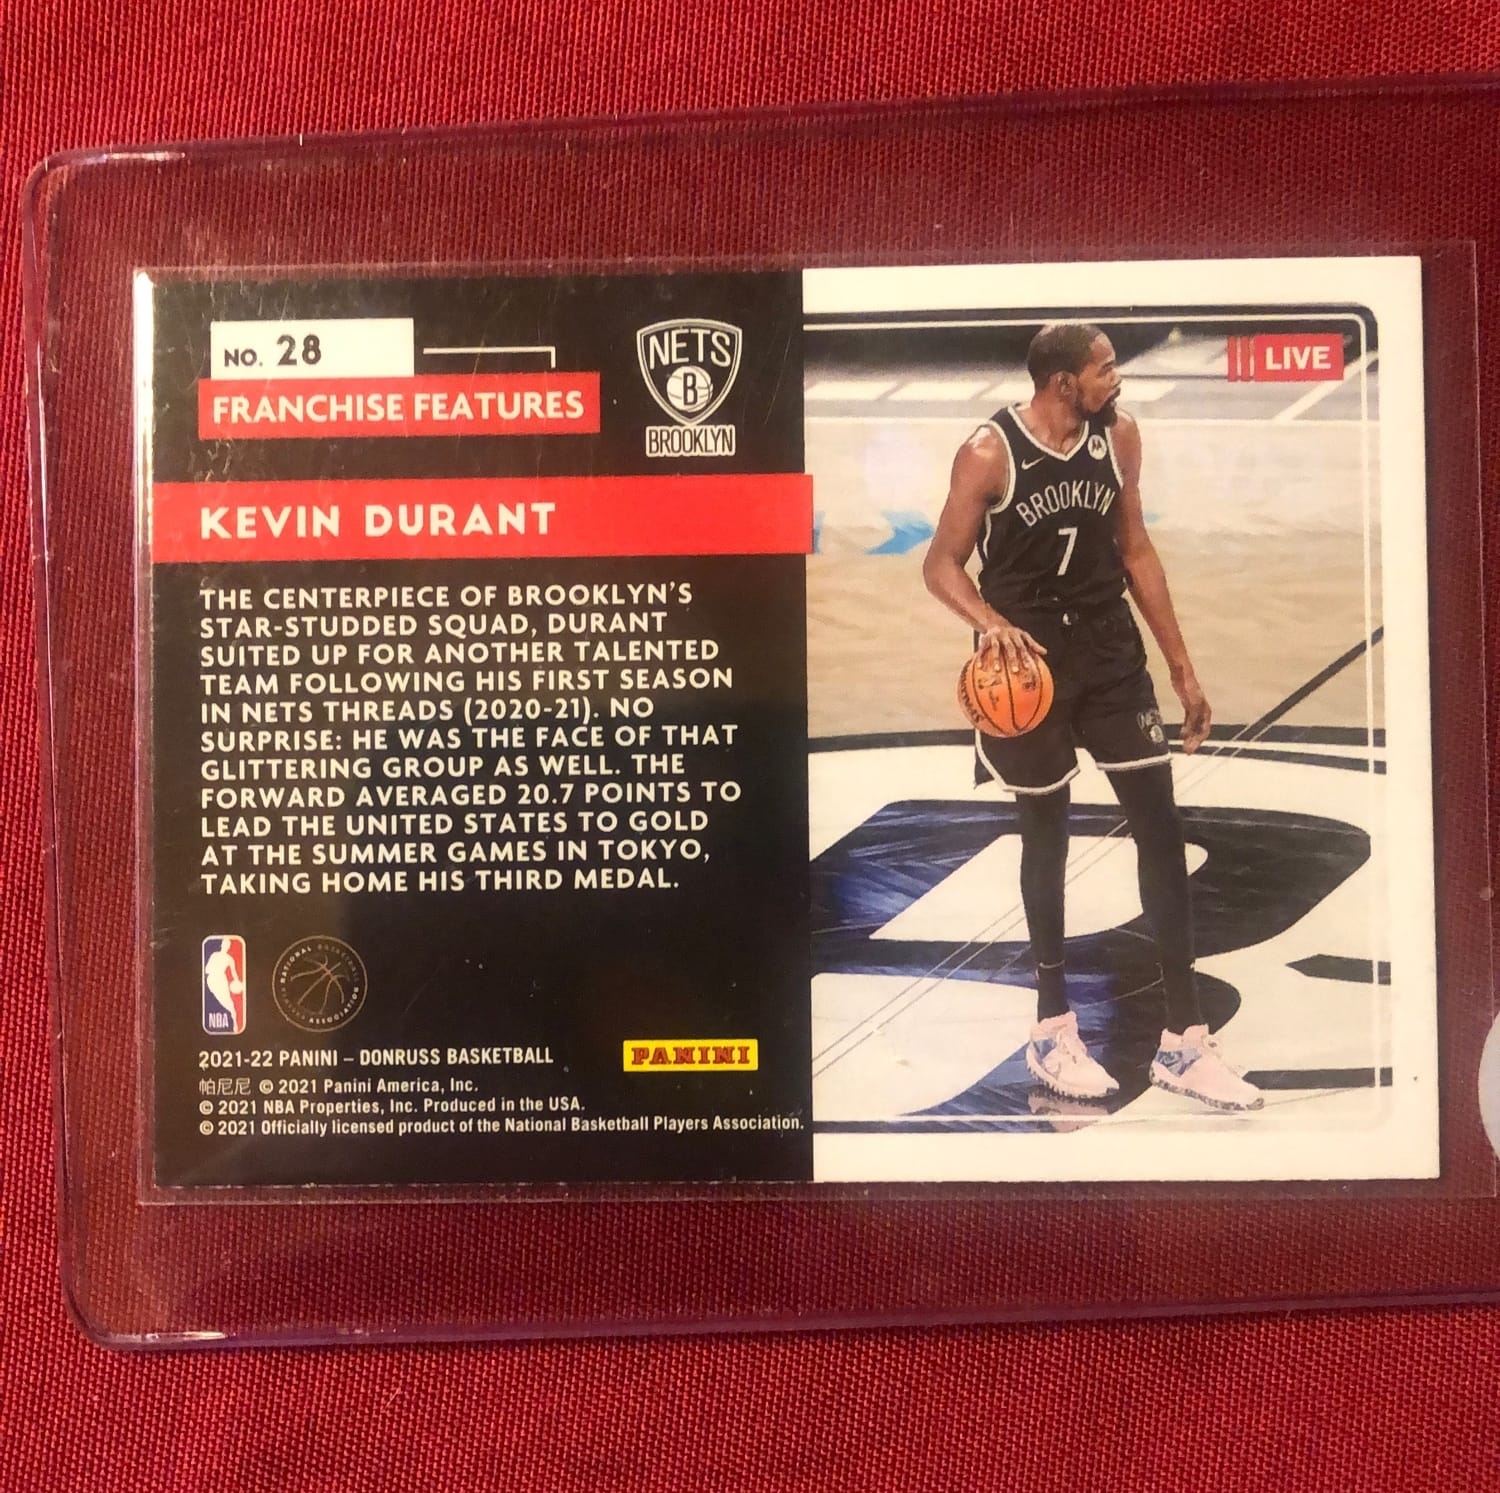 NO. 28
FRANCHISE FEATURES
NETS
B
BROOKLYN
KEVIN DURANT
THE CENTERPIECE OF BROOKLYN'S
STAR-STUDDED SQUAD, DURANT
SUITED UP FOR ANOTHER TALENTED
TEAM FOLLOWING HIS FIRST SEASON
IN NETS THREADS (2020-21). NO
SURPRISE: HE WAS THE FACE OF THAT
GLITTERING GROUP AS WELL. THE
FORWARD AVERAGED 20.7 POINTS TO
LEAD THE UNITED STATES TO GOLD
AT THE SUMMER GAMES IN TOKYO,
TAKING HOME HIS THIRD MEDAL.
NBA
NATIONAL BASKETBALL
PLAYERS ASSOCIATION
2021-22 PANINI – DONRUSS BASKETBALL
PANINI
帕尼尼 © 2021 Panini America, Inc.
© 2021 NBA Properties, Inc. Produced in the USA.
© 2021 Officially licensed product of the National Basketball Players Association.
LIVE
BROOKLYN
7
NETS